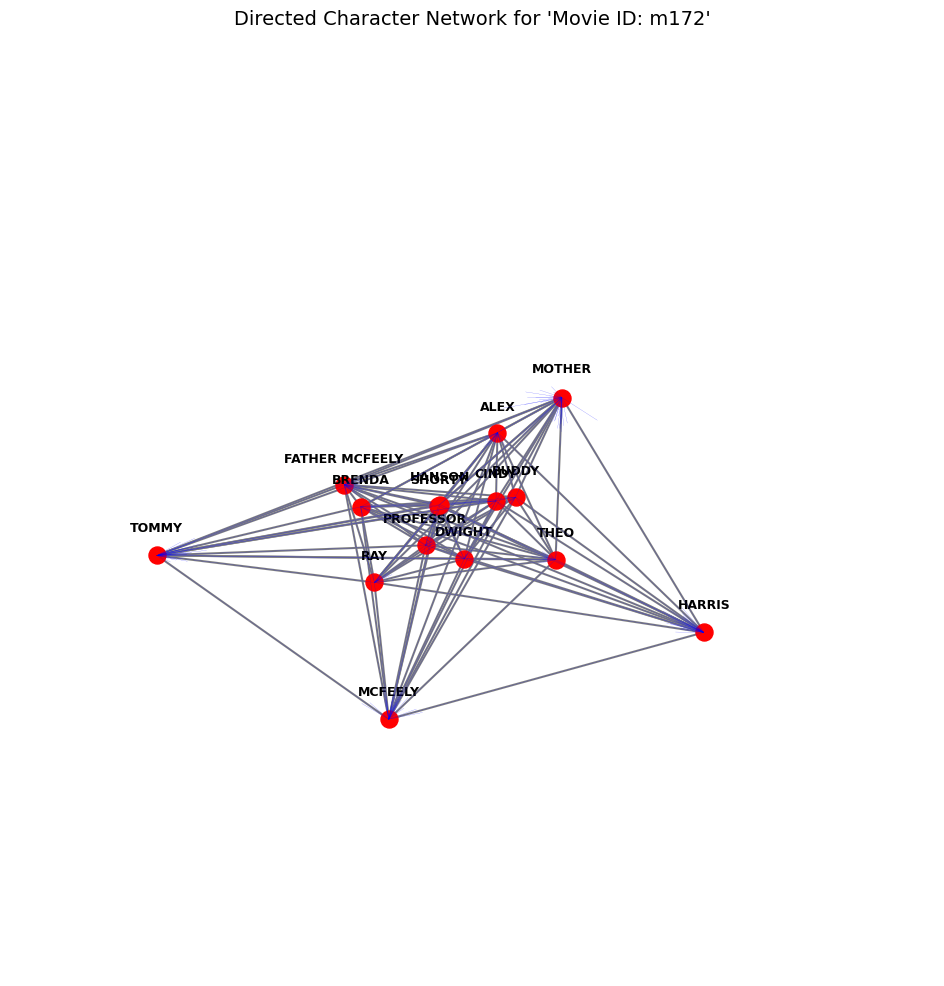 Directed Character Network for 'Movie ID: m172'
MOTHER
ALEX
FATHER MCFEELY
BRENDA
HANSON
SHORTY
CINDY
BUDDY
TOMMY
PROFESSOR
DWIGHT
THEO
RAY
HARRIS
MCFEELY